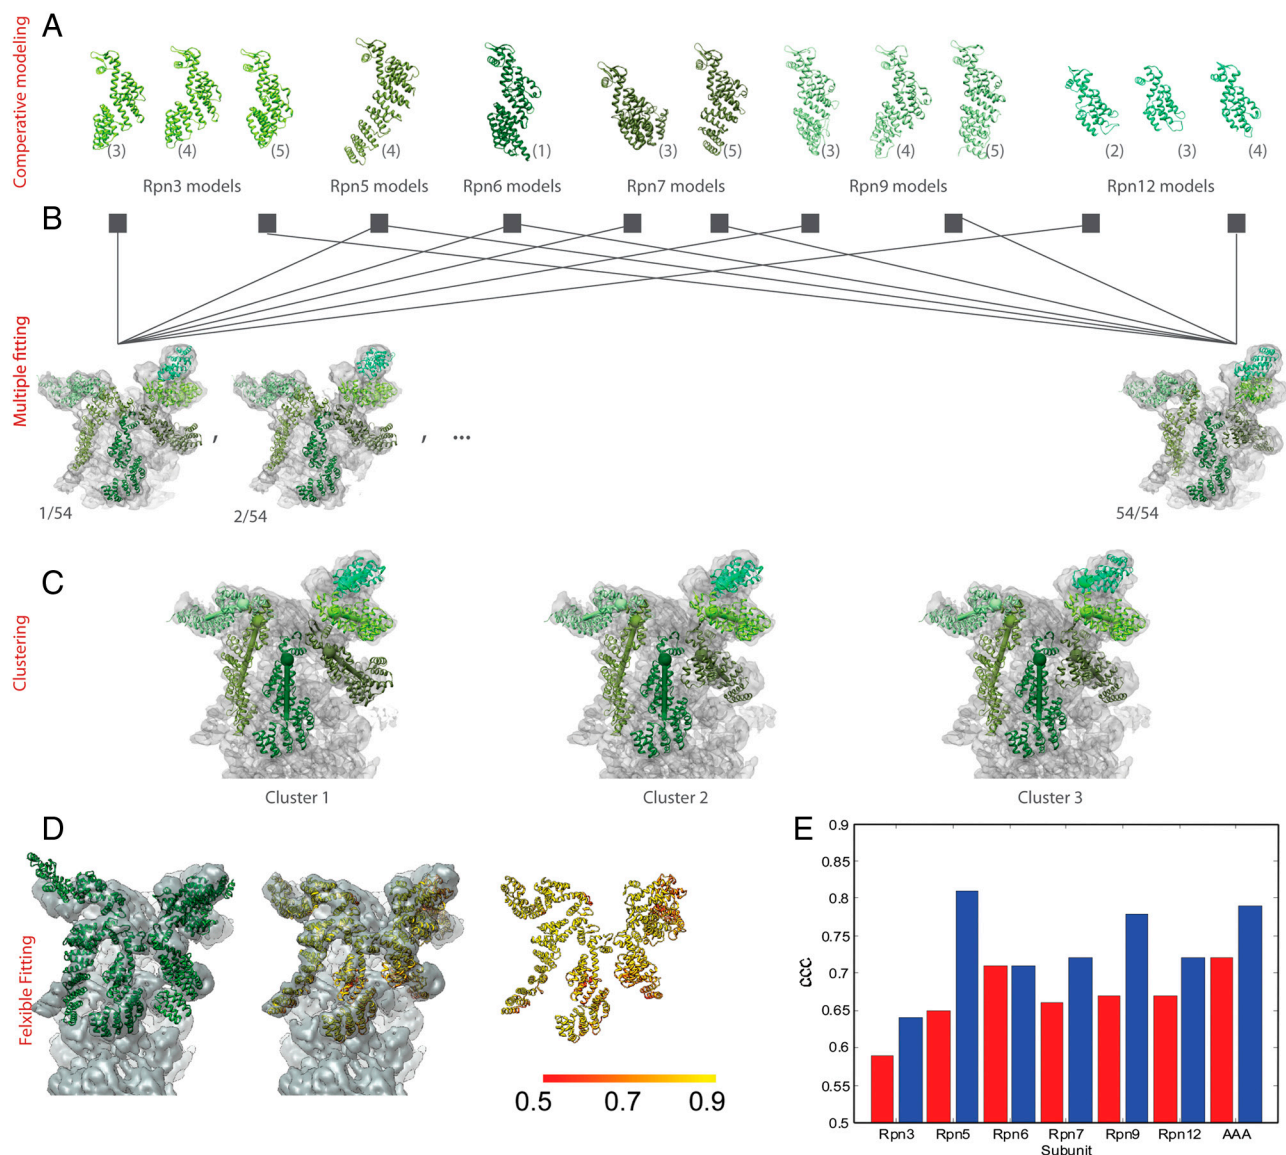 A
Comperative modeling
(3) (4) (5) (4) (1) (3) (5) (3) (4) (5) (2) (3) (4)
Rpn3 models Rpn5 models Rpn6 models Rpn7 models Rpn9 models Rpn12 models
B
Multiple fitting
, , ...
1/54 2/54 54/54
C
Clustering
Cluster 1 Cluster 2 Cluster 3
D
Felxible Fitting
0.5 0.7 0.9
E
ccc
0.9
0.85
0.8
0.75
0.7
0.65
0.6
0.55
0.5
Rpn3 Rpn5 Rpn6 Rpn7 Rpn9 Rpn12 AAA
Subunit